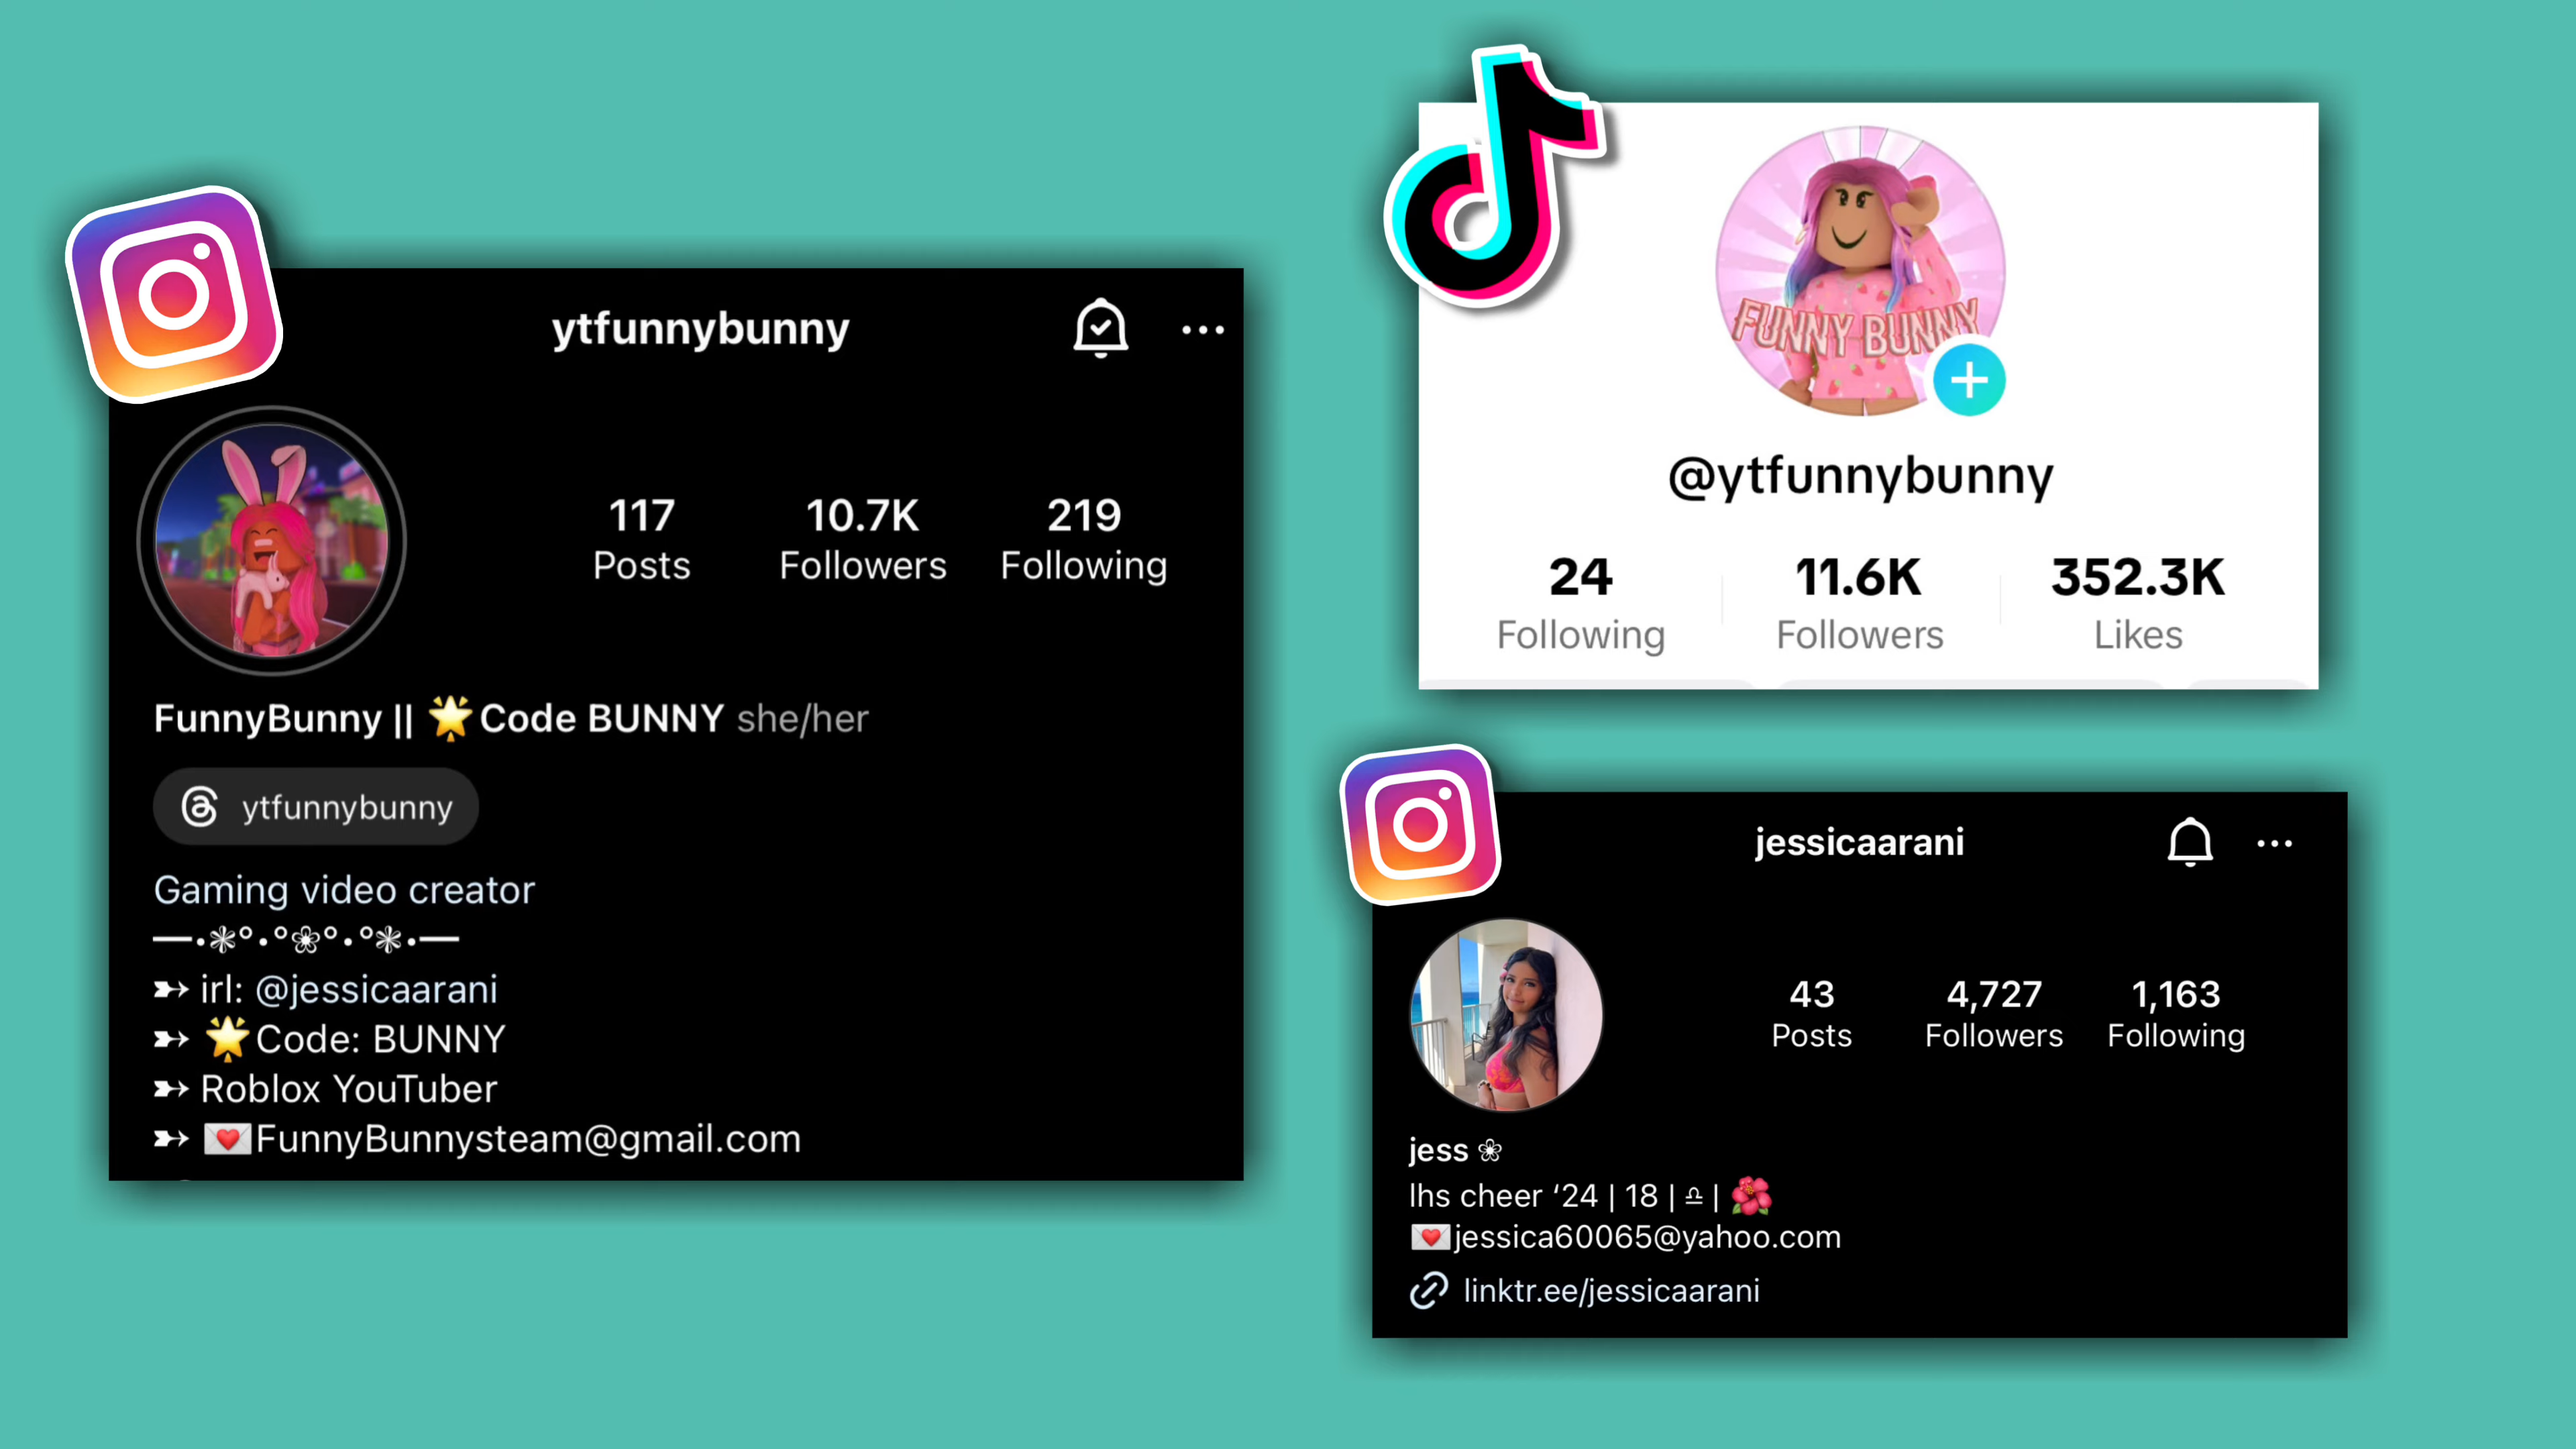 ytfunnybunny
117 10.7K 219
Posts Followers Following
FunnyBunny || 🌟Code BUNNY she/her
ytfunnybunny
Gaming video creator
—•❃°•°❀°•°❃•—
➳ irl: @jessicaarani
➳ 🌟Code: BUNNY
➳ Roblox YouTuber
➳ 💌FunnyBunnysteam@gmail.com
FUNNY BUNNY
@ytfunnybunny
24 11.6K 352.3K
Following Followers Likes
jessicaarani
43 4,727 1,163
Posts Followers Following
jess ❀
lhs cheer ‘24 | 18 | ♎︎ | 🌺
💌jessica60065@yahoo.com
linktr.ee/jessicaarani